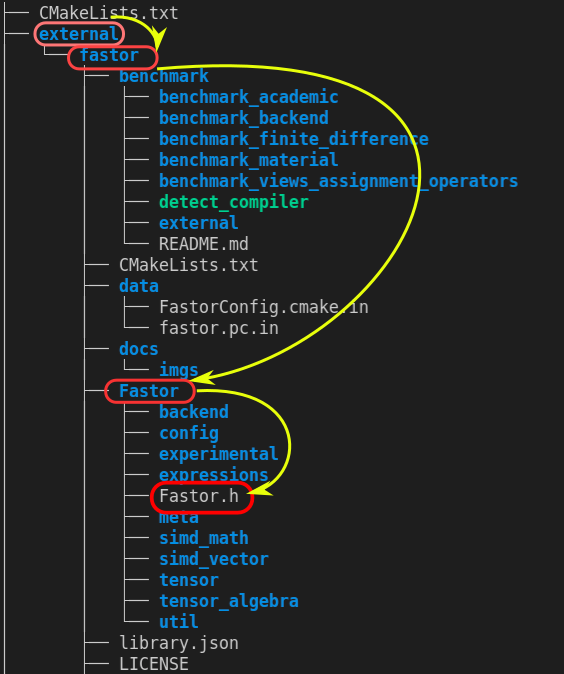 CMakeLists.txt
external
fastor
benchmark
benchmark_academic
benchmark_backend
benchmark_finite_difference
benchmark_material
benchmark_views_assignment_operators
detect_compiler
external
README.md
CMakeLists.txt
data
FastorConfig.cmake.in
fastor.pc.in
docs
imgs
Fastor
backend
config
experimental
expressions
Fastor.h
meta
simd_math
simd_vector
tensor
tensor_algebra
util
library.json
LICENSE